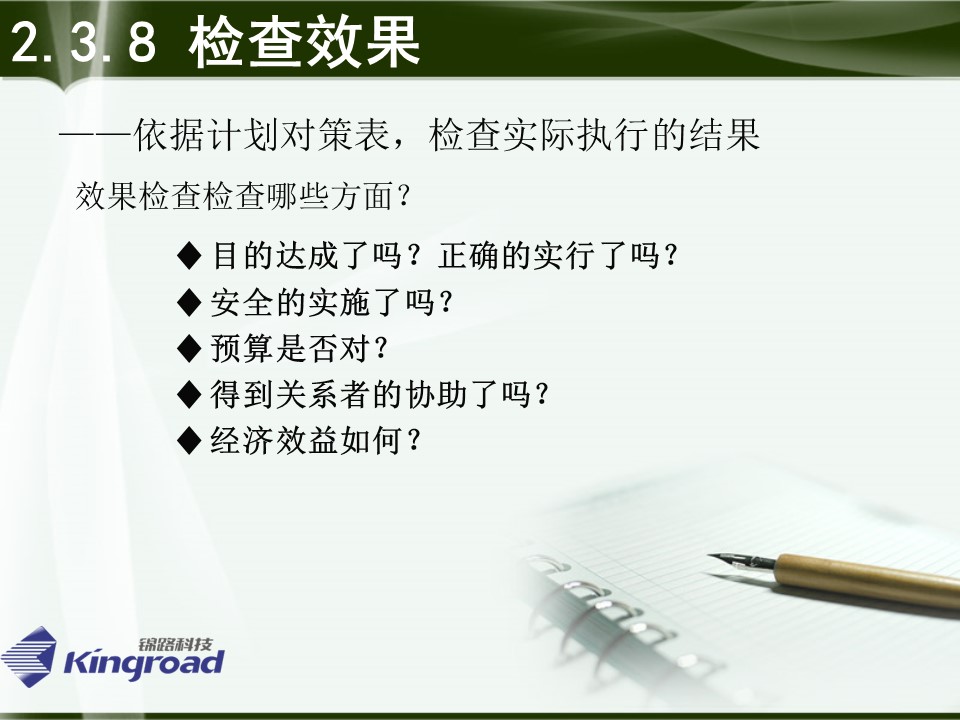 2.3.8 检查效果
——依据计划对策表，检查实际执行的结果
效果检查检查哪些方面？
◆目的达成了吗？正确的实行了吗？
◆安全的实施了吗？
◆预算是否对？
◆得到关系者的协助了吗？
◆经济效益如何？
锦路科技
Kingroad